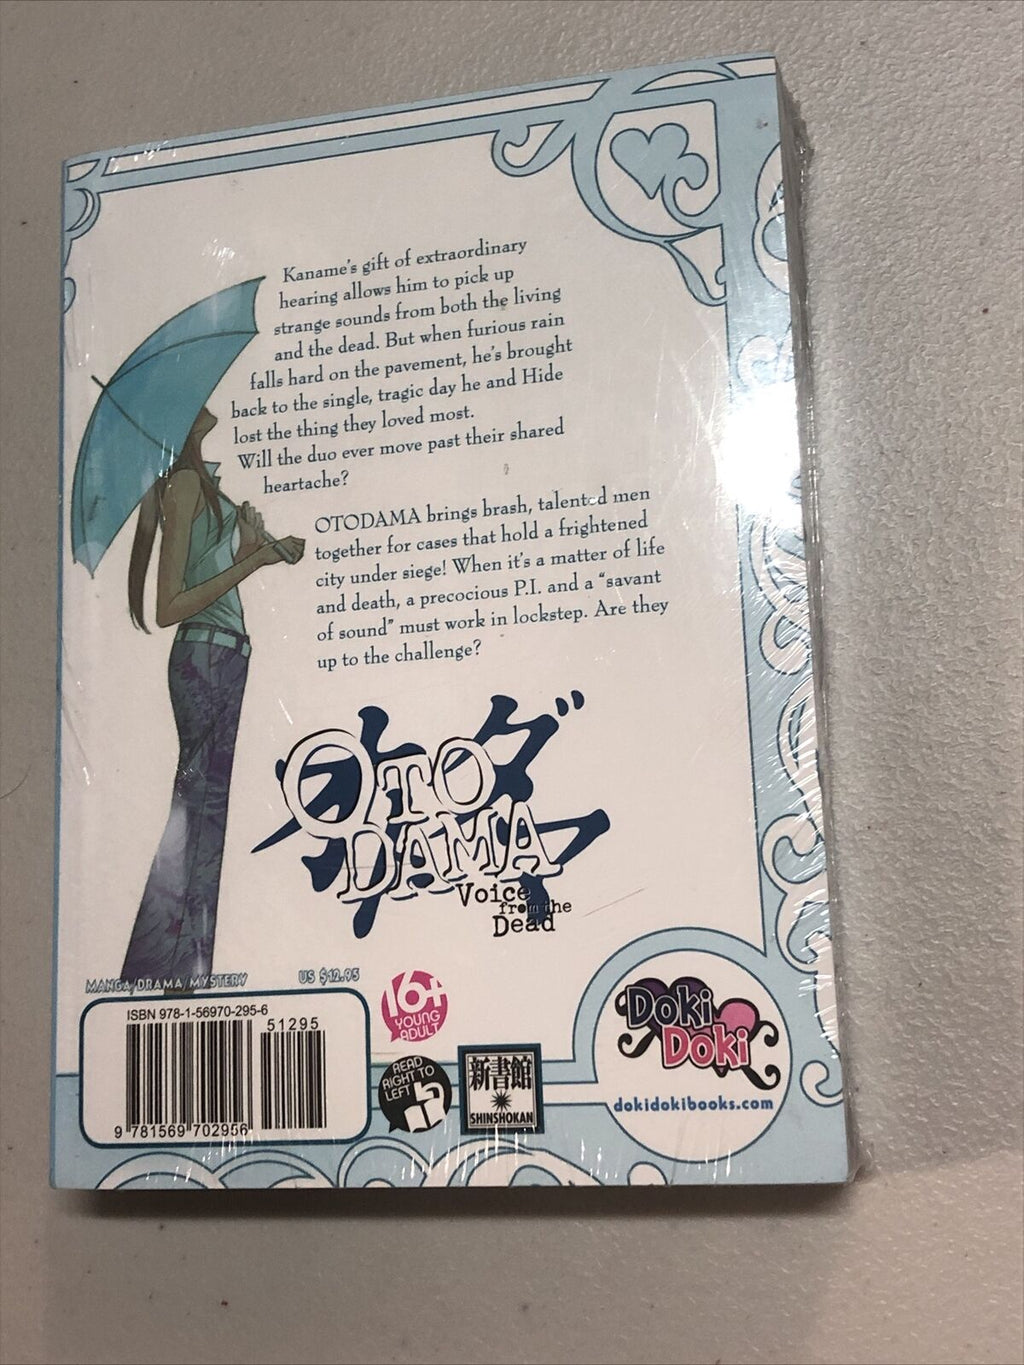 Kaname's gift of extraordinary
hearing allows him to pick up
strange sounds from both the living
and the dead. But when furious rain
falls hard on the pavement, he's brought
back to the single, tragic day he and Hide
lost the thing they loved most.
Will the duo ever move past their shared
heartache?
OTODAMA brings brash, talented men
together for cases that hold a frightened
city under siege! When it's a matter of life
and death, a precocious P.I. and a "savant
of sound" must work in lockstep. Are they
up to the challenge?
オトダマ
OTO
DAMA
Voice
from the
Dead
MANGA/DRAMA/MYSTERY US $12.95
ISBN 978-1-56970-295-6
51295
9 781569 702956
16+
YOUNG
ADULT
READ
RIGHT TO
LEFT
新書館
SHINSHOKAN
Doki
Doki
dokidokibooks.com